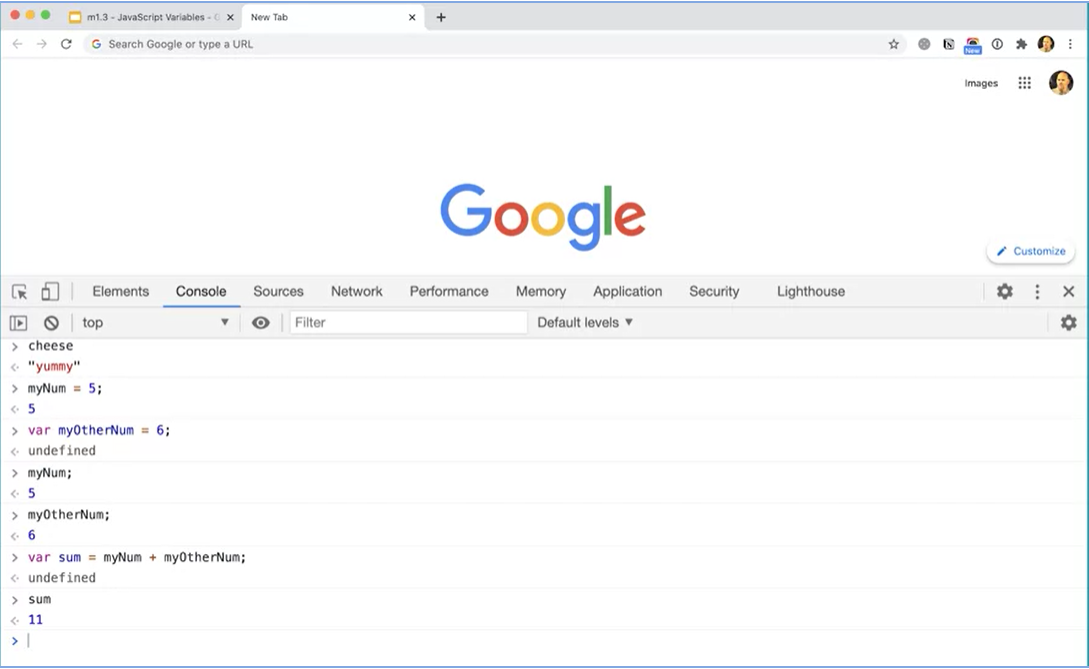 m1.3 - JavaScript Variables -
New Tab
Search Google or type a URL
New
Images
Google
Customize
Elements Console Sources Network Performance Memory Application Security Lighthouse
top Filter Default levels
> cheese
<· "yummy"
> myNum = 5;
<· 5
> var myOtherNum = 6;
<· undefined
> myNum;
<· 5
> myOtherNum;
<· 6
> var sum = myNum + myOtherNum;
<· undefined
> sum
<· 11
>